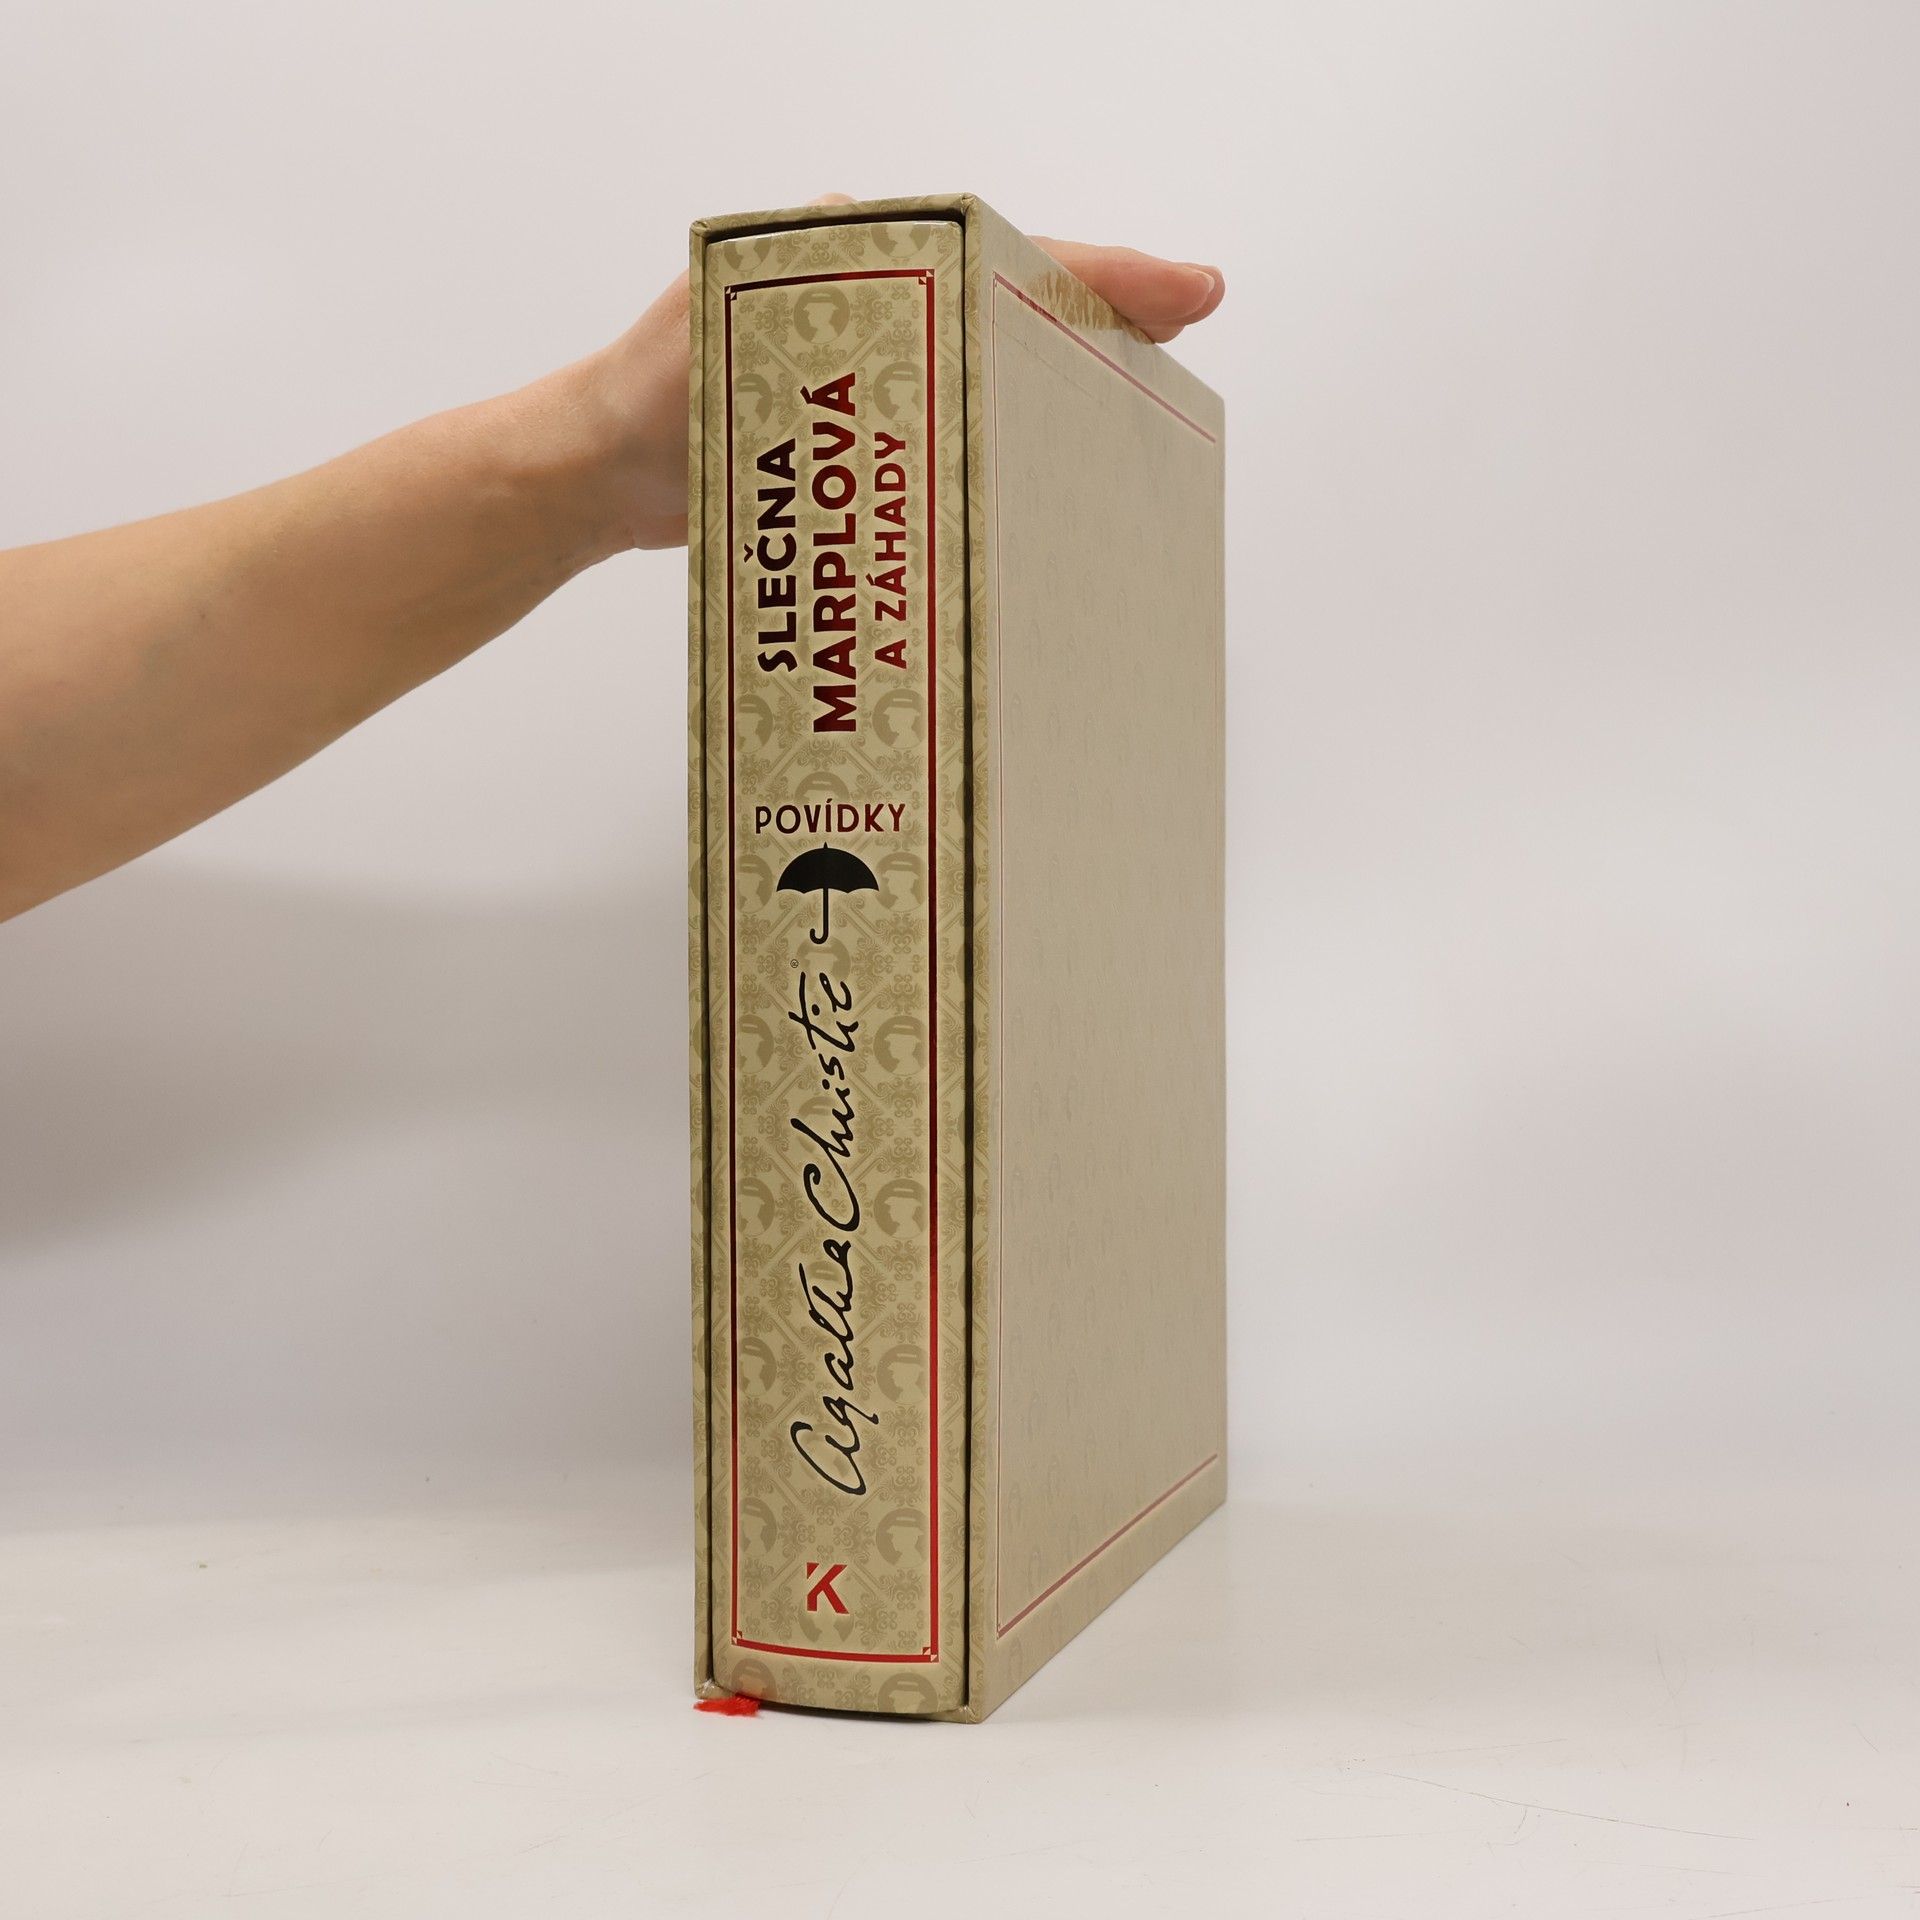 SLEČNA
MARPLOVÁ
A ZÁHADY
POVÍDKY
Agatha Christie®
K